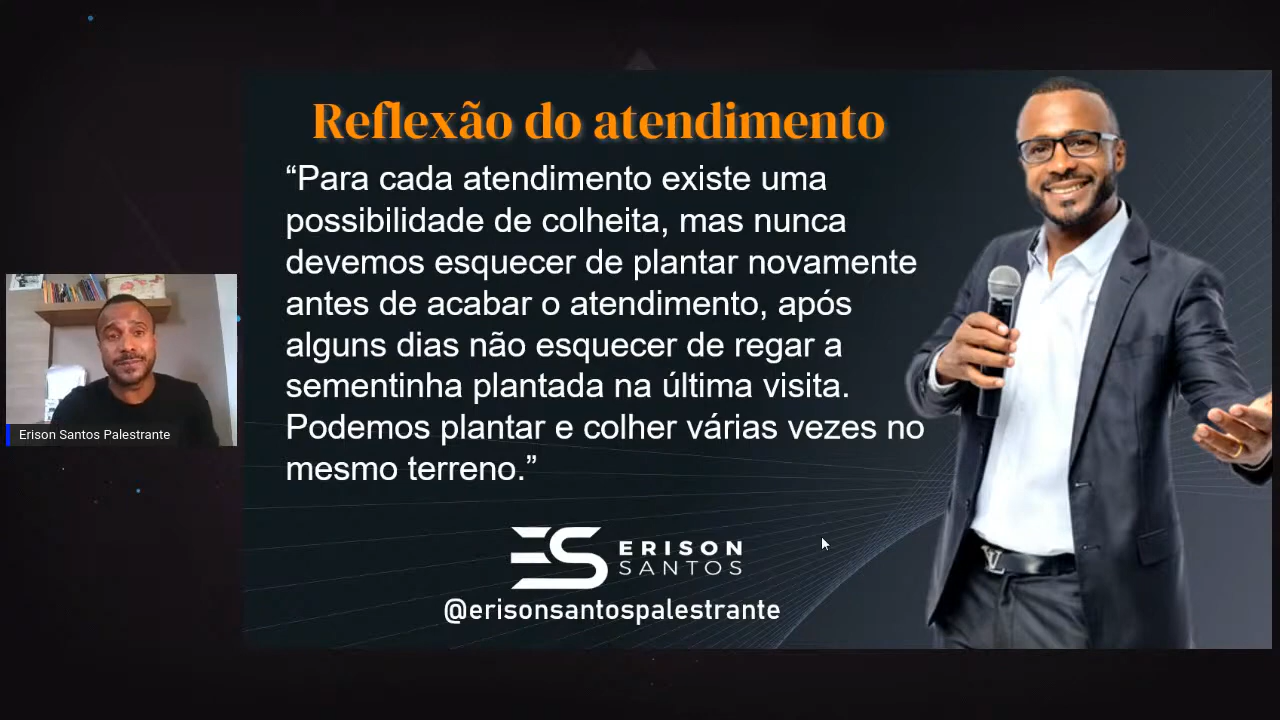 Reflexão do atendimento
“Para cada atendimento existe uma
possibilidade de colheita, mas nunca
devemos esquecer de plantar novamente
antes de acabar o atendimento, após
alguns dias não esquecer de regar a
sementinha plantada na última visita.
Podemos plantar e colher várias vezes no
mesmo terreno.”
Erison Santos Palestrante
ES ERISON
SANTOS
@erisonsantospalestrante